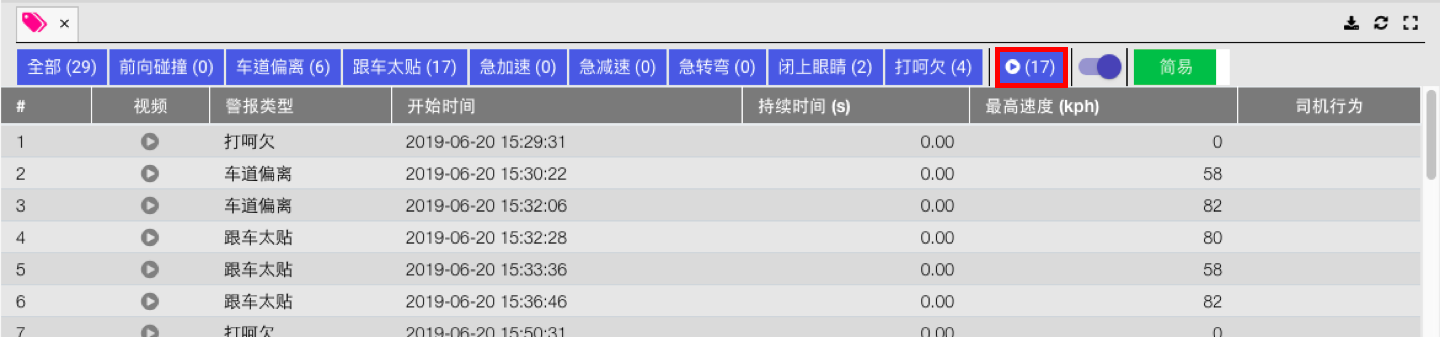 全部 (29) 前向碰撞 (0) 车道偏离 (6) 跟车太贴 (17) 急加速 (0) 急减速 (0) 急转弯 (0) 闭上眼睛 (2) 打呵欠 (4) (17) 简易
# 视频 警报类型 开始时间 持续时间 (s) 最高速度 (kph) 司机行为
1 打呵欠 2019-06-20 15:29:31 0.00 0
2 车道偏离 2019-06-20 15:30:22 0.00 58
3 车道偏离 2019-06-20 15:32:06 0.00 82
4 跟车太贴 2019-06-20 15:32:28 0.00 80
5 跟车太贴 2019-06-20 15:33:36 0.00 58
6 跟车太贴 2019-06-20 15:36:46 0.00 82
7 打呵欠 2019-06-20 15:50:31 0.00 0